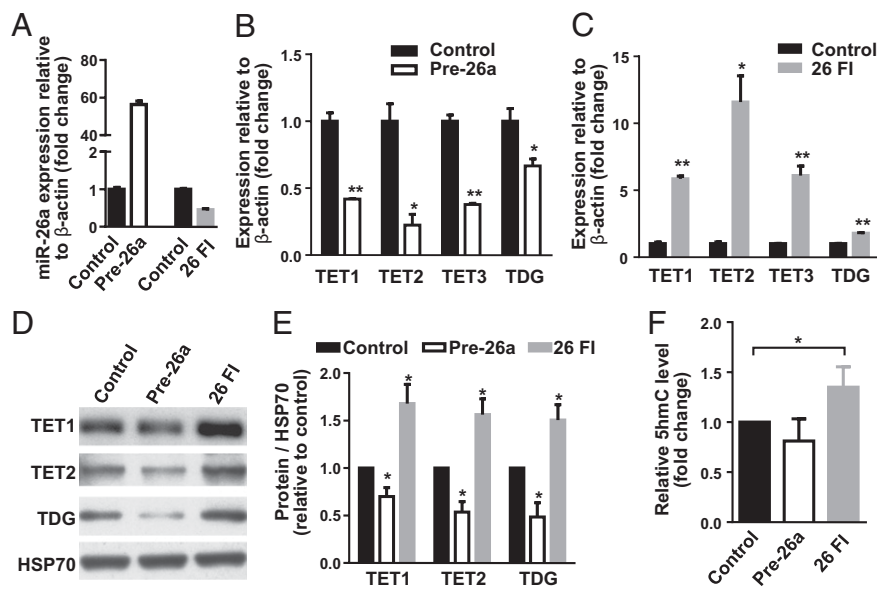 A
miR-26a expression relative
to β-actin (fold change)
80
60
40
2
1
0
Control
Pre-26a
Control
26 FI
B
Expression relative to
β-actin (fold change)
Control
Pre-26a
1.5
1.0
0.5
0.0
**
*
**
*
TET1 TET2 TET3 TDG
C
Expression relative to
β-actin (fold change)
Control
26 FI
15
10
5
0
**
*
**
**
TET1 TET2 TET3 TDG
D
Control
Pre-26a
26 FI
TET1
TET2
TDG
HSP70
E
Control Pre-26a 26 FI
Protein / HSP70
(relative to control)
2.0
1.5
1.0
0.5
0.0
*
*
*
*
*
*
TET1 TET2 TDG
F
Relative 5hmC level
(fold change)
2.0
1.5
1.0
0.5
0.0
*
Control
Pre-26a
26 FI